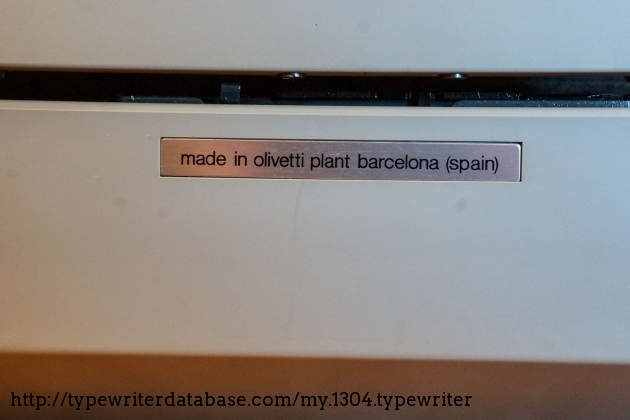 made in olivetti plant barcelona (spain)
http://typewriterdatabase.com/my.1304.typewriter